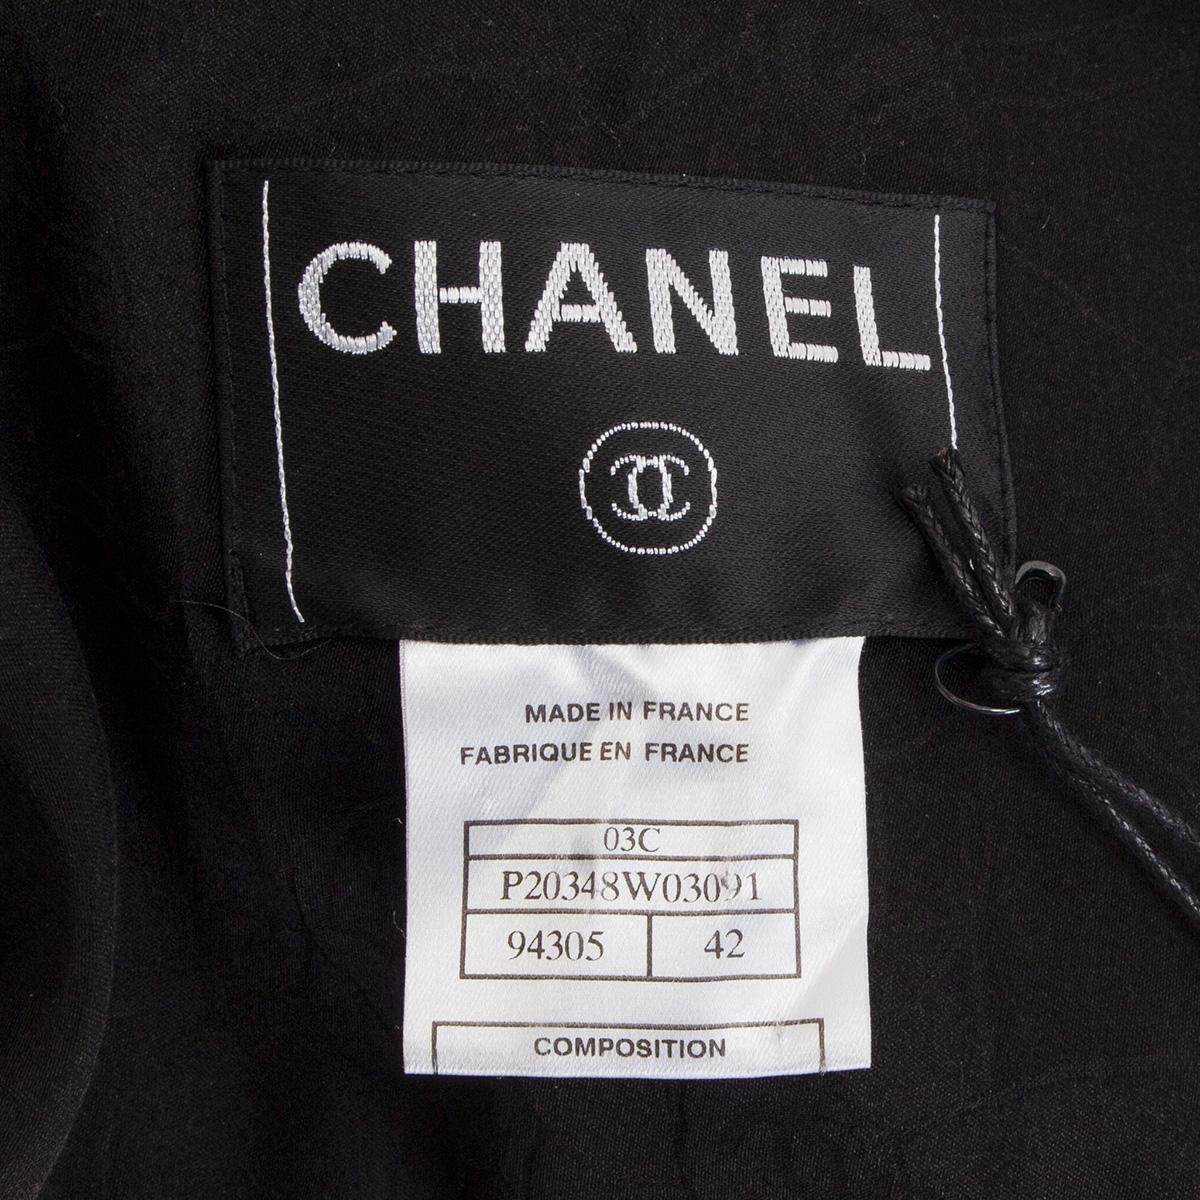 CHANEL
MADE IN FRANCE
FABRIQUE EN FRANCE
03C
P20348W03091
94305 42
COMPOSITION